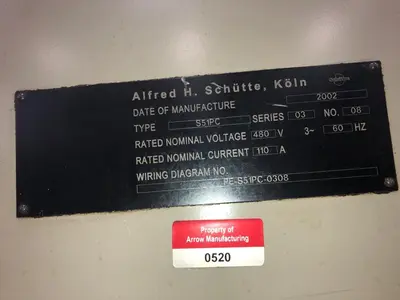 Alfred H. Schütte, Köln
DATE OF MANUFACTURE 2002
TYPE S51PC SERIES 03 NO. 08
RATED NOMINAL VOLTAGE 480 V 3~ 60 HZ
RATED NOMINAL CURRENT 110 A
WIRING DIAGRAM NO.
PE-S51PC-0308
Property of
Arrow Manufacturing
0520